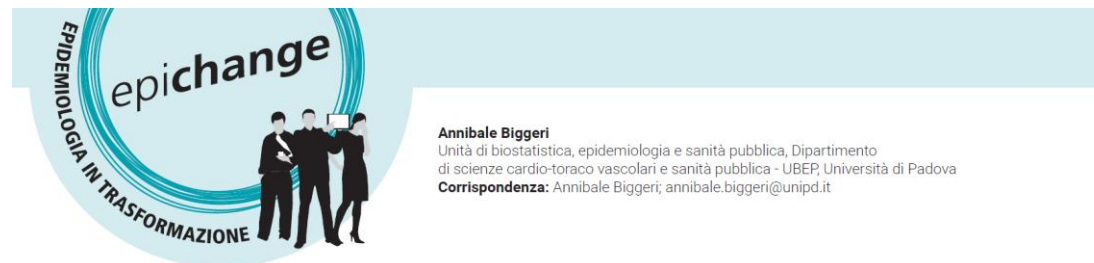 epichange
EPIDEMIOLOGIA IN TRASFORMAZIONE
Annibale Biggeri
Unità di biostatistica, epidemiologia e sanità pubblica, Dipartimento
di scienze cardio-toraco vascolari e sanità pubblica - UBEP, Università di Padova
Corrispondenza: Annibale Biggeri; annibale.biggeri@unipd.it